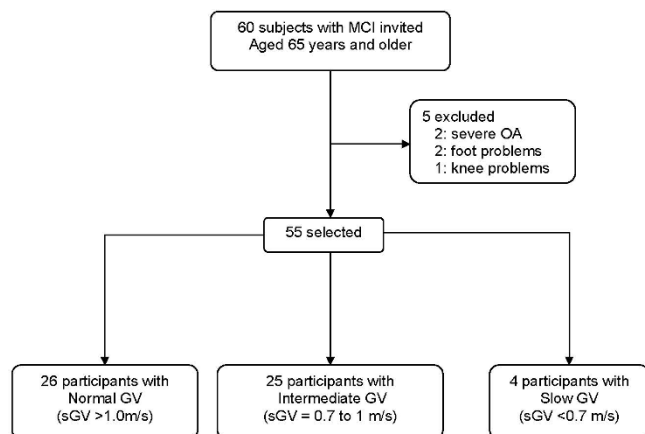 60 subjects with MCI invited
Aged 65 years and older
5 excluded
2: severe OA
2: foot problems
1: knee problems
55 selected
26 participants with
Normal GV
(sGV >1.0m/s)
25 participants with
Intermediate GV
(sGV = 0.7 to 1 m/s)
4 participants with
Slow GV
(sGV <0.7 m/s)